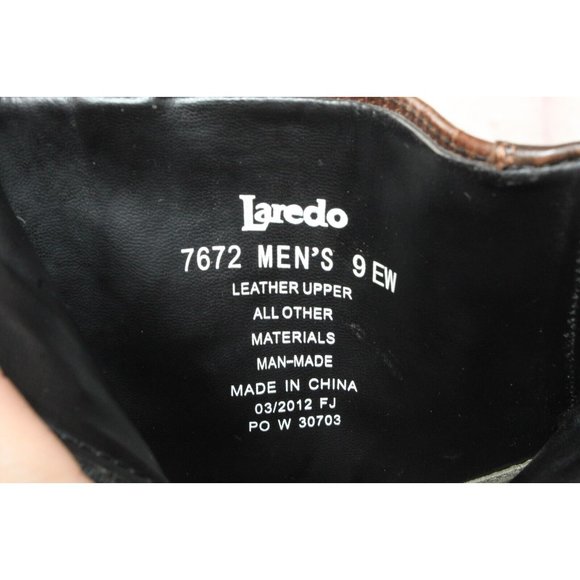 Laredo
7672 MEN'S 9 EW
LEATHER UPPER
ALL OTHER
MATERIALS
MAN-MADE
MADE IN CHINA
03/2012 FJ
PO W 30703